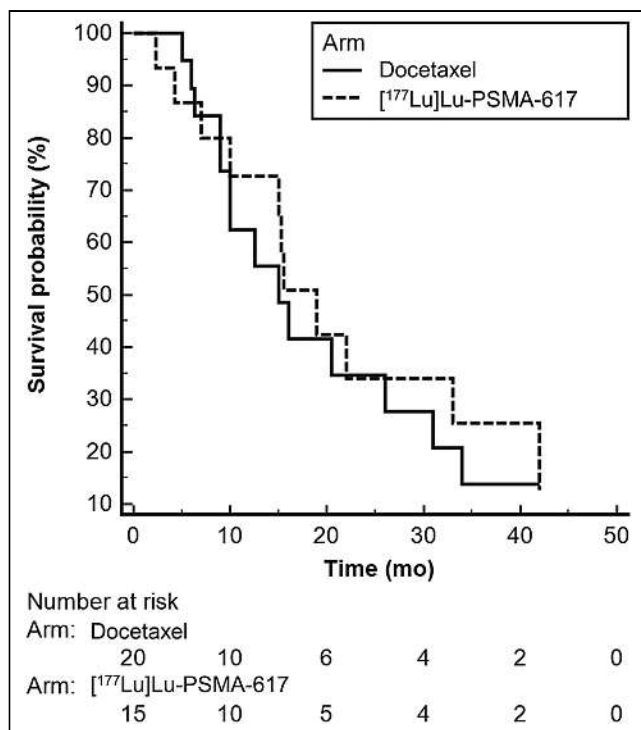 Arm
Docetaxel
[¹⁷⁷Lu]Lu-PSMA-617
Survival probability (%)
100
90
80
70
60
50
40
30
20
10
0 10 20 30 40 50
Time (mo)
Number at risk
Arm: Docetaxel
20 10 6 4 2 0
Arm: [¹⁷⁷Lu]Lu-PSMA-617
15 10 5 4 2 0